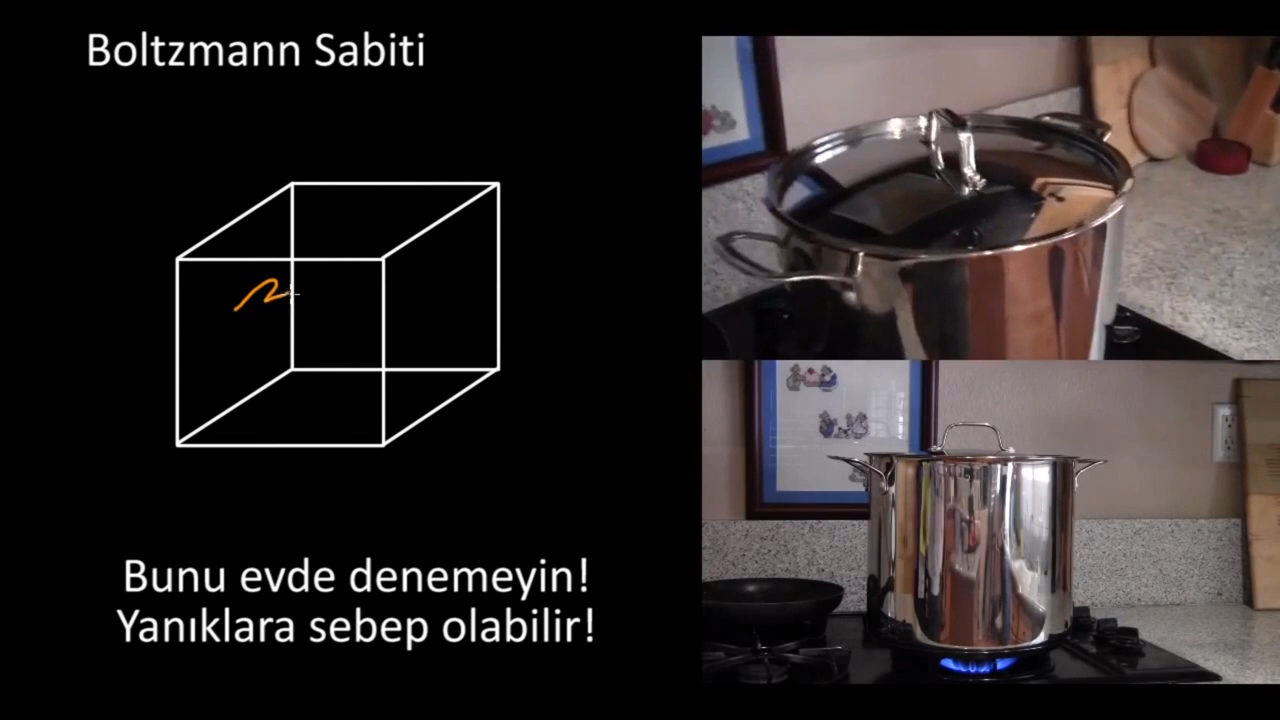 Boltzmann Sabiti
Bunu evde denemeyin!
Yanıklara sebep olabilir!